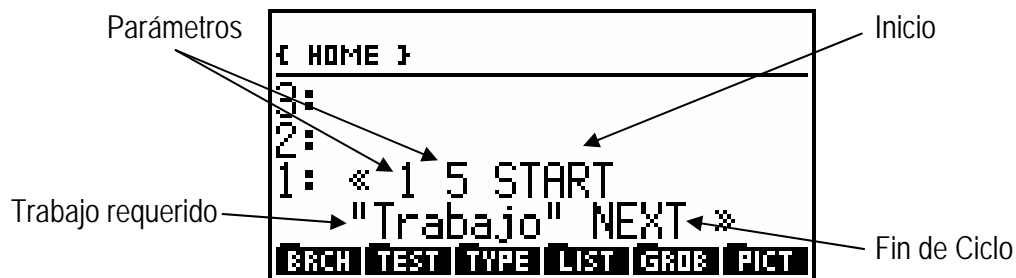 Parámetros
Inicio
{ HOME }
3:
2:
1: « 1 5 START
"Trabajo" NEXT »
Trabajo requerido
Fin de Ciclo
BRCH TEST TYPE LIST GROB PICT